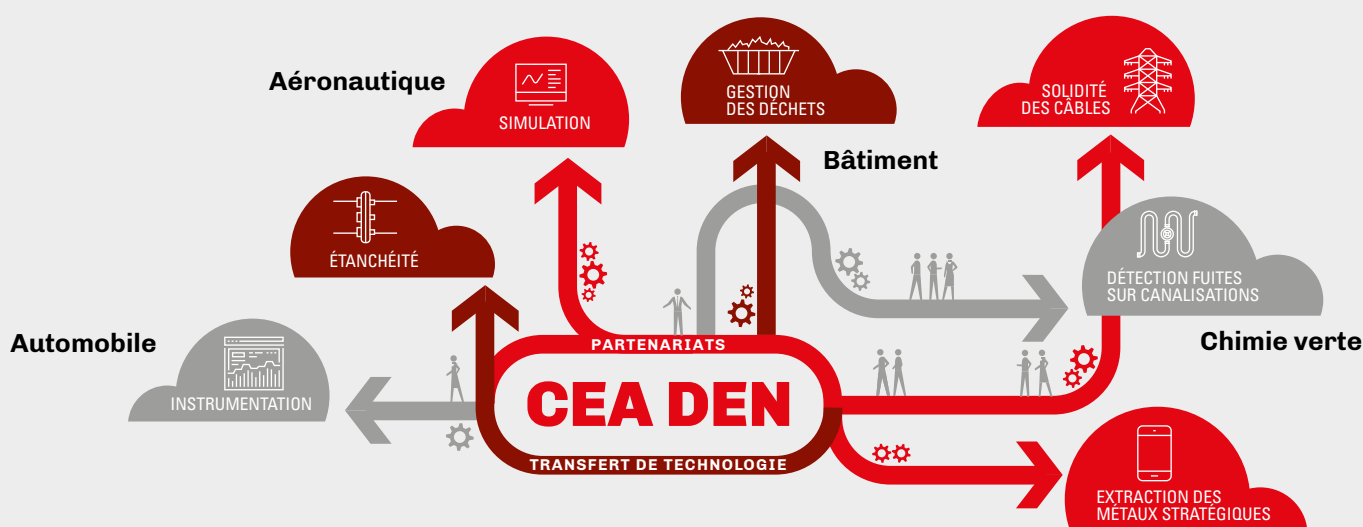 Aéronautique
SIMULATION
GESTION
DES DÉCHETS
SOLIDITÉ
DES CÂBLES
Bâtiment
ÉTANCHÉITÉ
DÉTECTION FUITES
SUR CANALISATIONS
Automobile
INSTRUMENTATION
Chimie verte
PARTENARIATS
CEA DEN
TRANSFERT DE TECHNOLOGIE
EXTRACTION DES
MÉTAUX STRATÉGIQUES